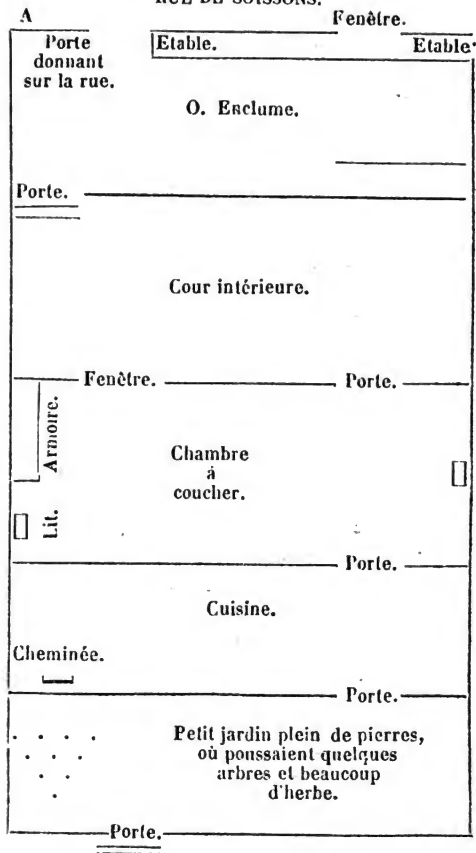 RUE DE SOISSONS.
A
Fenêtre.
Porte
donnant
sur la rue.
Etable.
Etable.
O. Enclume.
Porte.
Cour intérieure.
Fenêtre.
Porte.
Armoire.
Chambre
á
coucher.
Lit.
Porte.
Cuisine.
Cheminée.
Porte.
Petit jardin plein de pierres,
où poussaient quelques
arbres et beaucoup
d'herbe.
Porte.